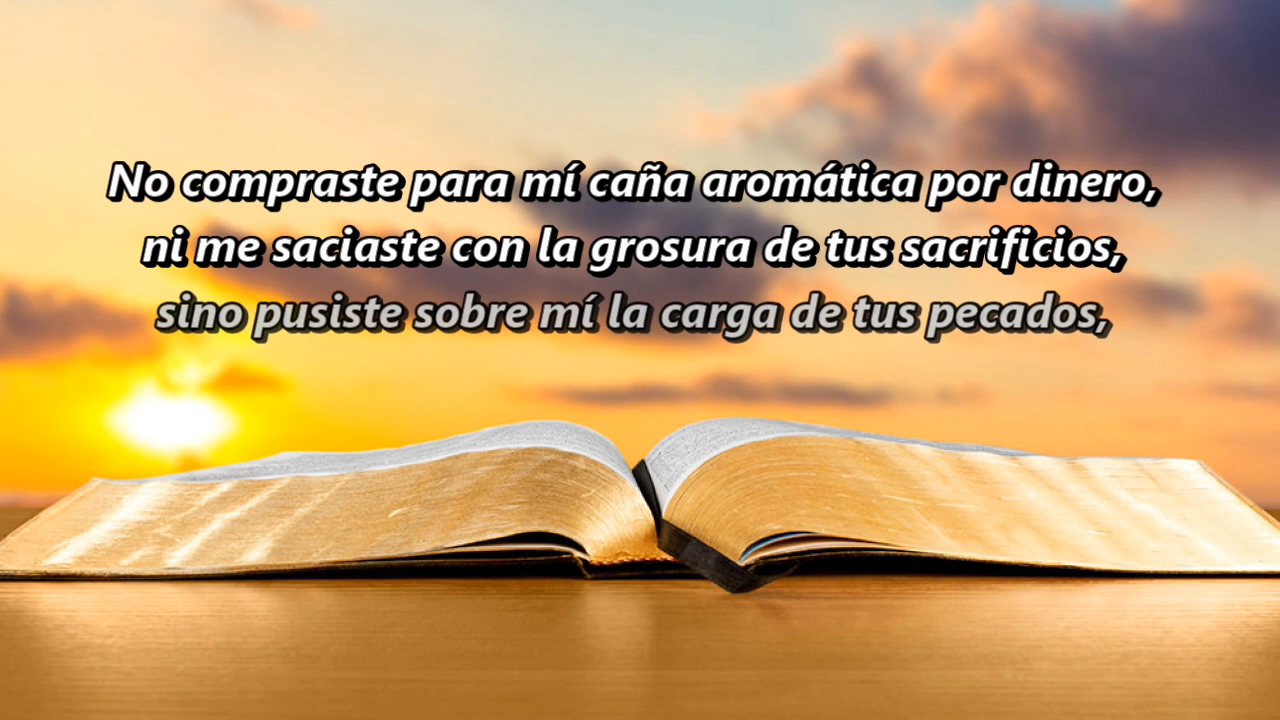 No compraste para mí caña aromática por dinero,
ni me saciaste con la grosura de tus sacrificios,
sino pusiste sobre mí la carga de tus pecados,